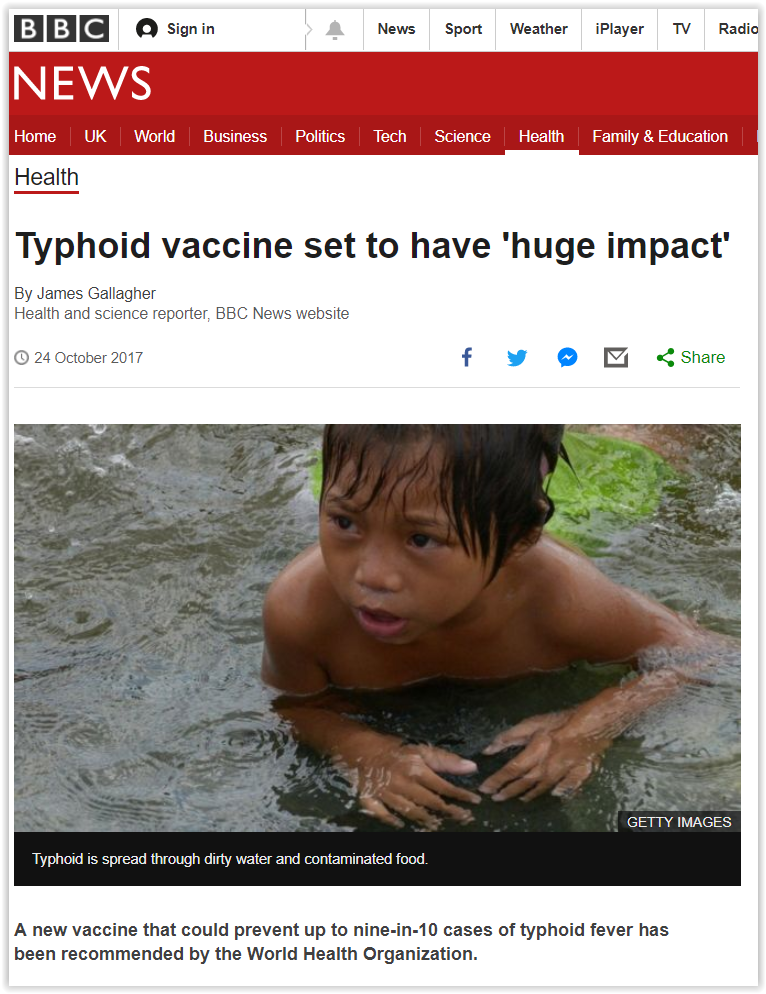 BBC Sign in News Sport Weather iPlayer TV Radio
NEWS
Home UK World Business Politics Tech Science Health Family & Education
Health
Typhoid vaccine set to have 'huge impact'
By James Gallagher
Health and science reporter, BBC News website
24 October 2017 Share
GETTY IMAGES
Typhoid is spread through dirty water and contaminated food.
A new vaccine that could prevent up to nine-in-10 cases of typhoid fever has
been recommended by the World Health Organization.